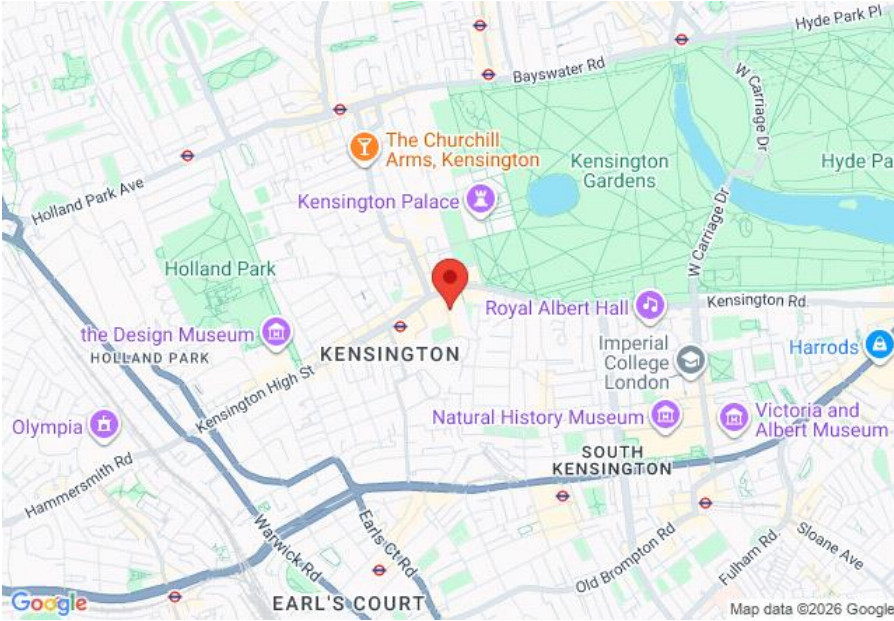 Hyde Park Pl
Bayswater Rd
W Carriage Dr
The Churchill
Arms, Kensington
Kensington
Gardens
Hyde Pa
Holland Park Ave
Kensington Palace
W Carriage Dr
Holland Park
Royal Albert Hall
Kensington Rd.
the Design Museum
HOLLAND PARK
KENSINGTON
Imperial
College
London
Harrods
Kensington High St
Olympia
Natural History Museum
Victoria and
Albert Museum
SOUTH
KENSINGTON
Hammersmith Rd
Warwick Rd
Earls Ct Rd
Old Brompton Rd
Fulham Rd.
Sloane Ave
EARL'S COURT
Google
Map data ©2026 Google